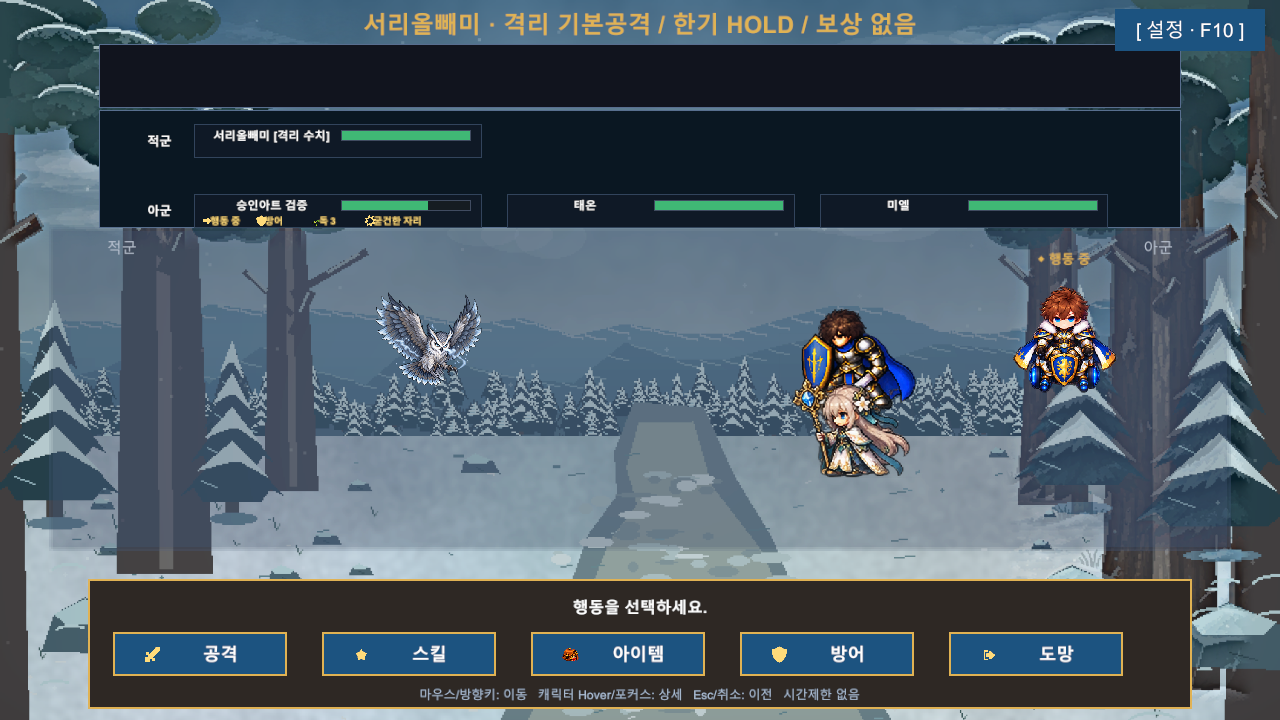 서리올빼미 · 격리 기본공격 / 한기 HOLD / 보상 없음
[ 설정 · F10 ]
적군 서리올빼미 [격리 수치]
아군 승인아트 검증 태온 미엘
행동 중 방어 독 3 굳건한 자리
적군 아군
행동 중
행동을 선택하세요.
공격 스킬 아이템 방어 도망
마우스/방향키: 이동 캐릭터 Hover/포커스: 상세 Esc/취소: 이전 시간제한 없음